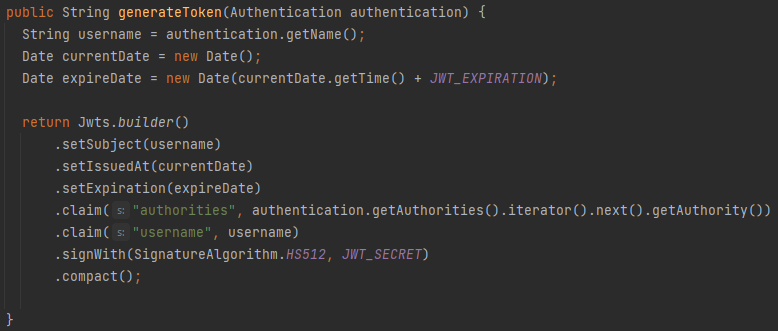 public String generateToken(Authentication authentication) {
String username = authentication.getName();
Date currentDate = new Date();
Date expireDate = new Date(currentDate.getTime() + JWT_EXPIRATION);
return Jwts.builder()
.setSubject(username)
.setIssuedAt(currentDate)
.setExpiration(expireDate)
.claim( s: "authorities", authentication.getAuthorities().iterator().next().getAuthority())
.claim( s: "username", username)
.signWith(SignatureAlgorithm.HS512, JWT_SECRET)
.compact();
}